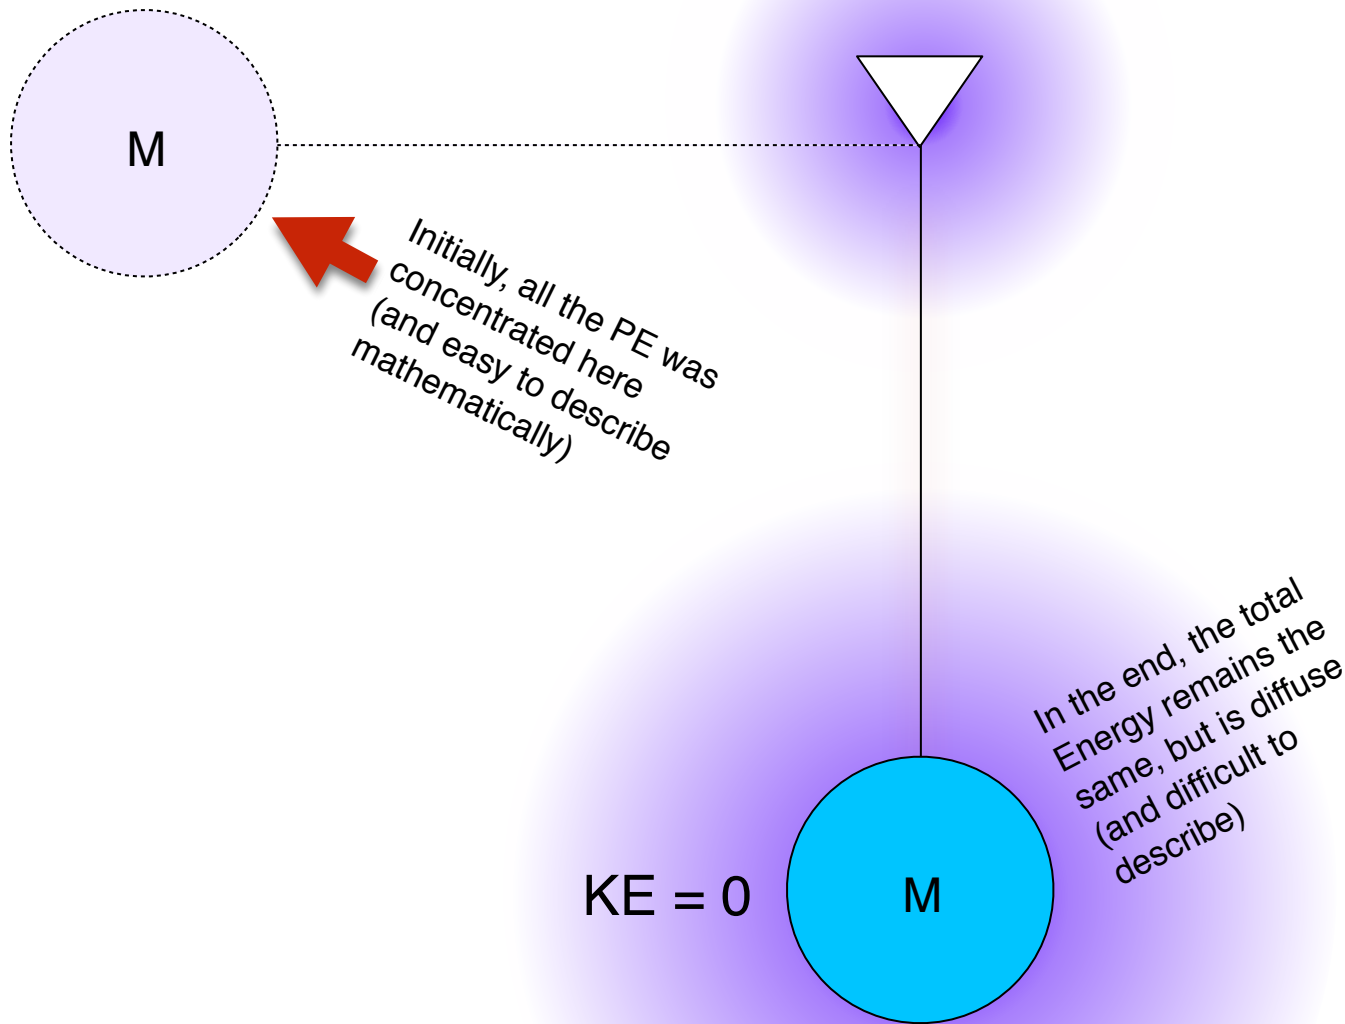 M
Initially, all the PE was
concentrated here
(and easy to describe
mathematically)
In the end, the total
Energy remains the
same, but is diffuse
(and difficult to
describe)
KE = 0
M